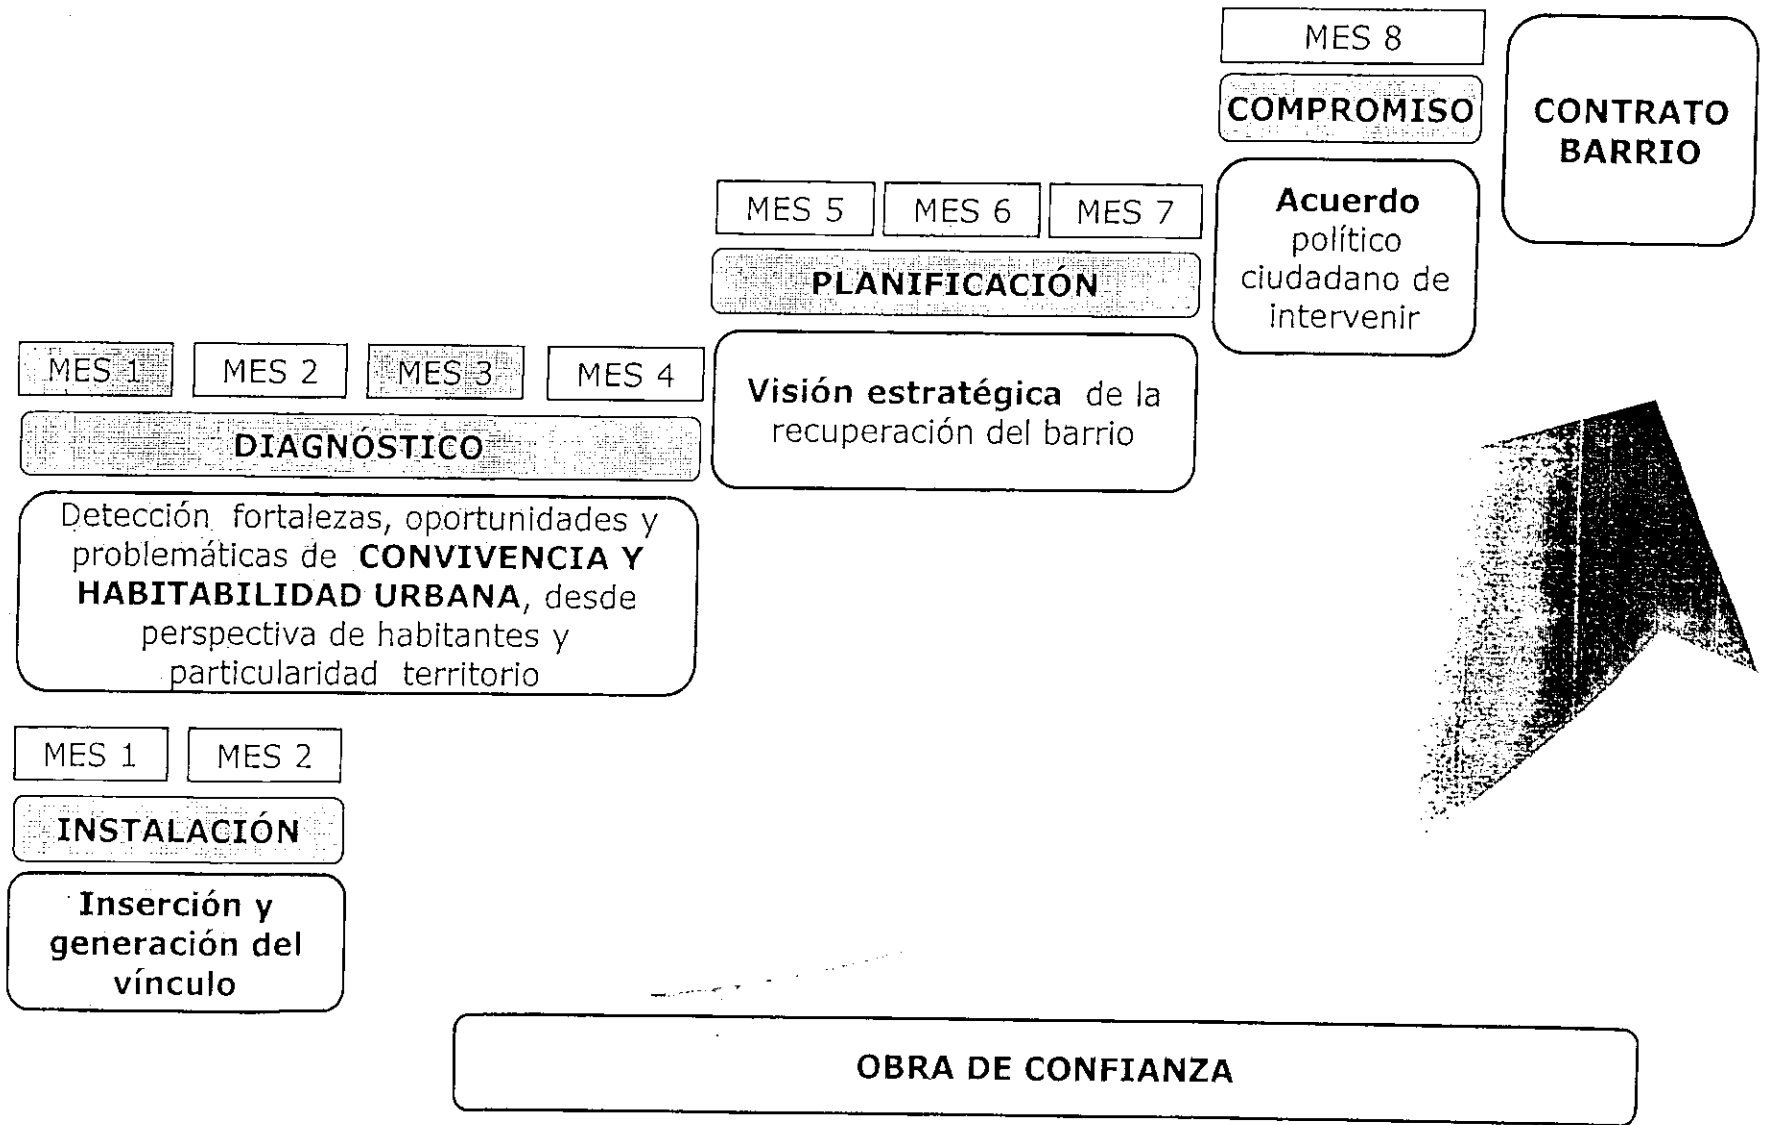 MES 8
COMPROMISO
Acuerdo
político
ciudadano de
intervenir
CONTRATO
BARRIO
MES 5 MES 6 MES 7
PLANIFICACIÓN
Visión estratégica de la
recuperación del barrio
MES 1 MES 2 MES 3 MES 4
DIAGNÓSTICO
Detección fortalezas, oportunidades y
problemáticas de CONVIVENCIA Y
HABITABILIDAD URBANA, desde
perspectiva de habitantes y
particularidad territorio
MES 1 MES 2
INSTALACIÓN
Inserción y
generación del
vínculo
OBRA DE CONFIANZA